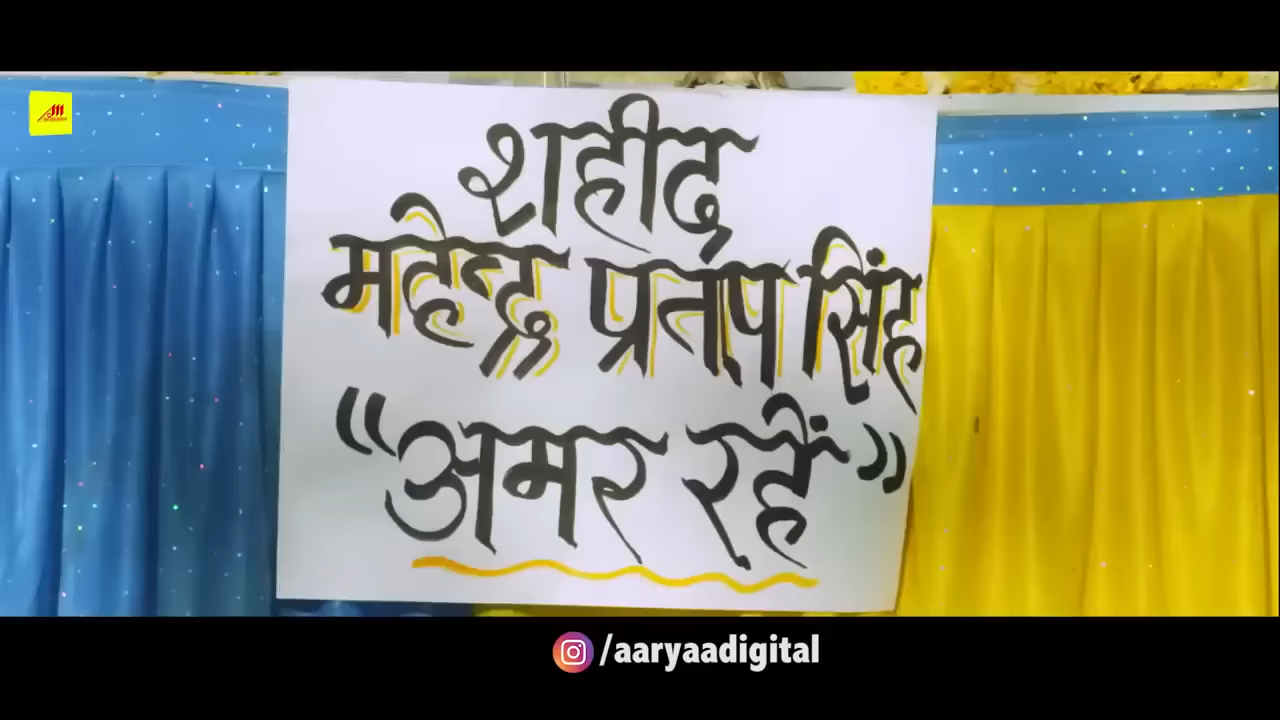 शहीद
महेन्द्र प्रताप सिंह
"अमर रहें"
/aaryaadigital